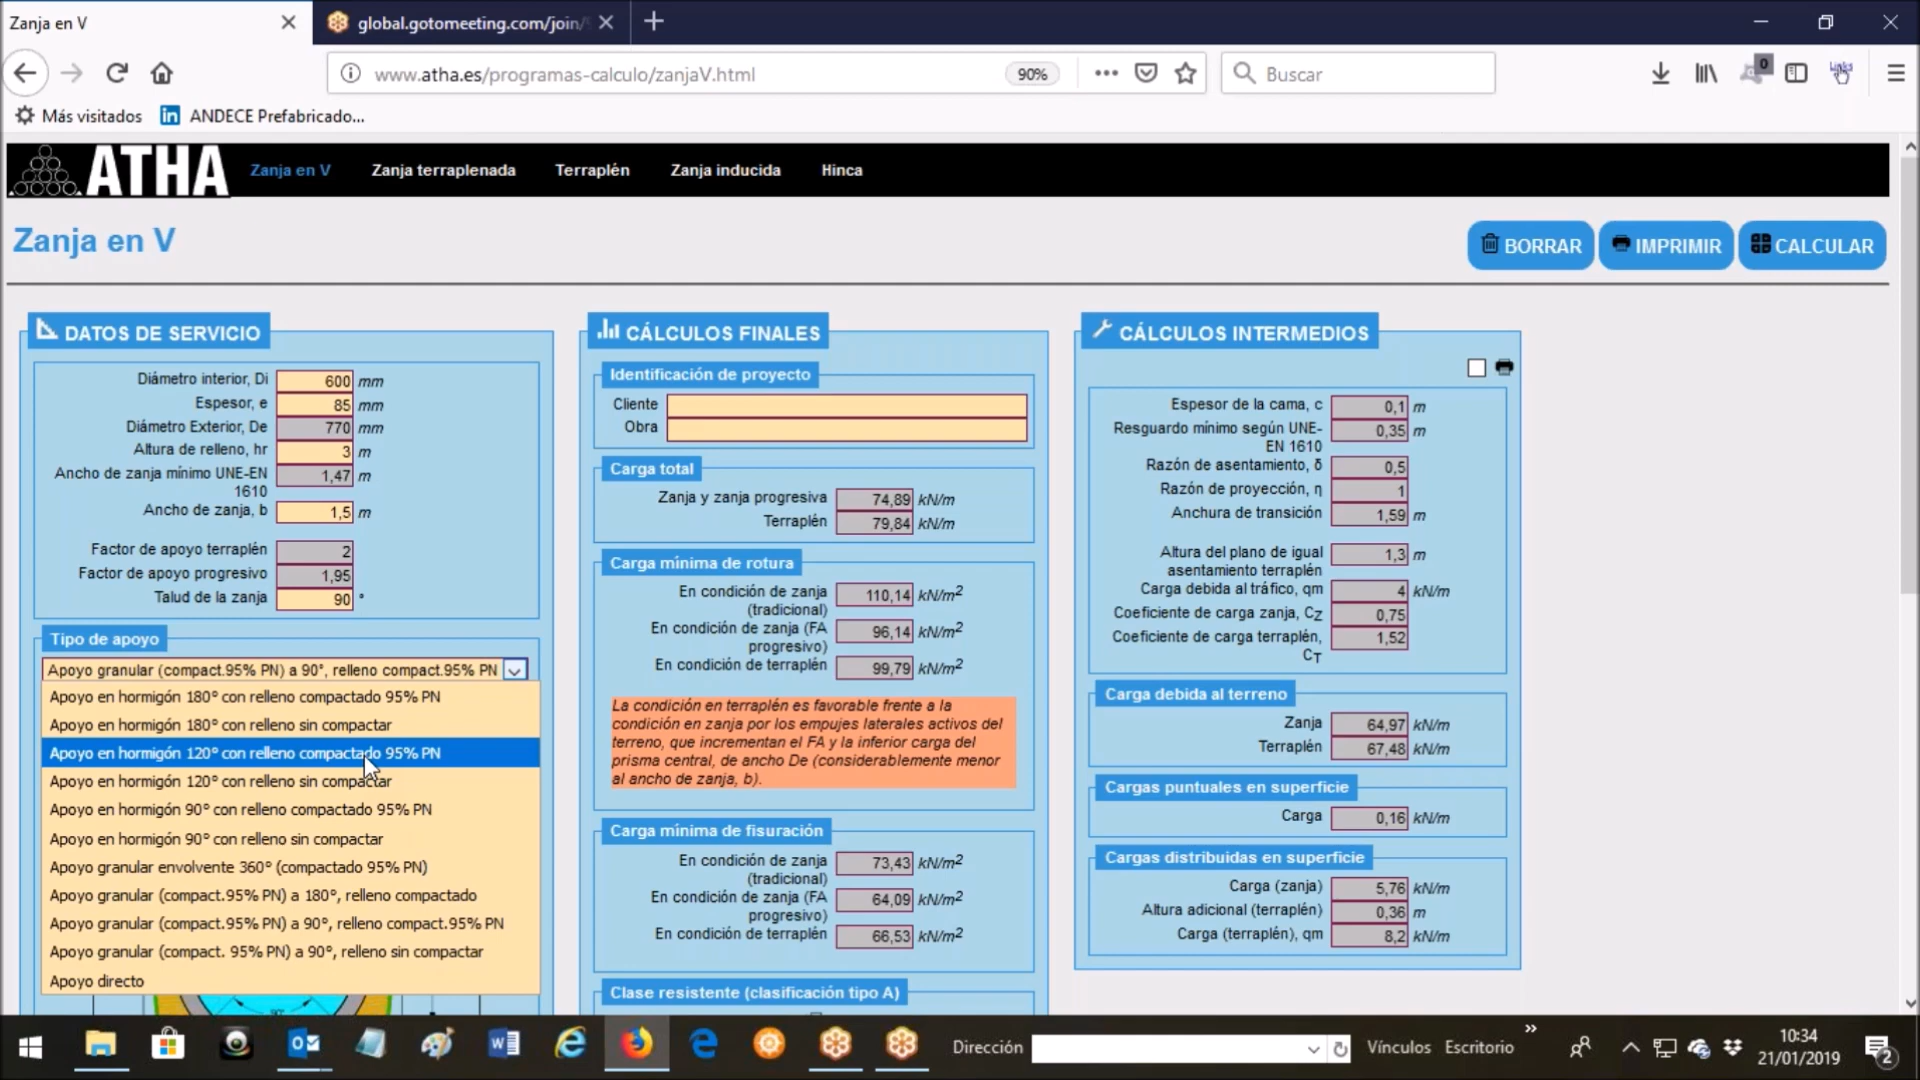 Zanja en V
global.gotomeeting.com/join/
www.atha.es/programas-calculo/zanjaV.html
90%
Buscar
0
Más visitados
ANDECE Prefabricado...
ATHA
Zanja en V
Zanja terraplenada
Terraplén
Zanja inducida
Hinca
Zanja en V
BORRAR
IMPRIMIR
CALCULAR
DATOS DE SERVICIO
Diámetro interior, Di 600 mm
Espesor, e 85 mm
Diámetro Exterior, De 770 mm
Altura de relleno, hr 3 m
Ancho de zanja mínimo UNE-EN 1,47 m
1610
Ancho de zanja, b 1,5 m
Factor de apoyo terraplén 2
Factor de apoyo progresivo 1,95
Talud de la zanja 90 °
Tipo de apoyo
Apoyo granular (compact.95% PN) a 90°, relleno compact.95% PN
Apoyo en hormigón 180° con relleno compactado 95% PN
Apoyo en hormigón 180° con relleno sin compactar
Apoyo en hormigón 120° con relleno compactado 95% PN
Apoyo en hormigón 120° con relleno sin compactar
Apoyo en hormigón 90° con relleno compactado 95% PN
Apoyo en hormigón 90° con relleno sin compactar
Apoyo granular envolvente 360° (compactado 95% PN)
Apoyo granular (compact.95% PN) a 180°, relleno compactado
Apoyo granular (compact.95% PN) a 90°, relleno compact.95% PN
Apoyo granular (compact. 95% PN) a 90°, relleno sin compactar
Apoyo directo
CÁLCULOS FINALES
Identificación de proyecto
Cliente
Obra
Carga total
Zanja y zanja progresiva 74,89 kN/m
Terraplén 79,84 kN/m
Carga mínima de rotura
En condición de zanja 110,14 kN/m²
(tradicional)
En condición de zanja (FA 96,14 kN/m²
progresivo)
En condición de terraplén 99,79 kN/m²
La condición en terraplén es favorable frente a la
condición en zanja por los empujes laterales activos del
terreno, que incrementan el FA y la inferior carga del
prisma central, de ancho De (considerablemente menor
al ancho de zanja, b).
Carga mínima de fisuración
En condición de zanja 73,43 kN/m²
(tradicional)
En condición de zanja (FA 64,09 kN/m²
progresivo)
En condición de terraplén 66,53 kN/m²
Clase resistente (clasificación tipo A)
CÁLCULOS INTERMEDIOS
Espesor de la cama, c 0,1 m
Resguardo mínimo según UNE- 0,35 m
EN 1610
Razón de asentamiento, δ 0,5
Razón de proyección, η 1
Anchura de transición 1,59 m
Altura del plano de igual 1,3 m
asentamiento terraplén
Carga debida al tráfico, qm 4 kN/m
Coeficiente de carga zanja, CZ 0,75
Coeficiente de carga terraplén, 1,52
CT
Carga debida al terreno
Zanja 64,97 kN/m
Terraplén 67,48 kN/m
Cargas puntuales en superficie
Carga 0,16 kN/m
Cargas distribuidas en superficie
Carga (zanja) 5,76 kN/m
Altura adicional (terraplén) 0,36 m
Carga (terraplén), qm 8,2 kN/m
Dirección
Vínculos
Escritorio
»
10:34
21/01/2019
2